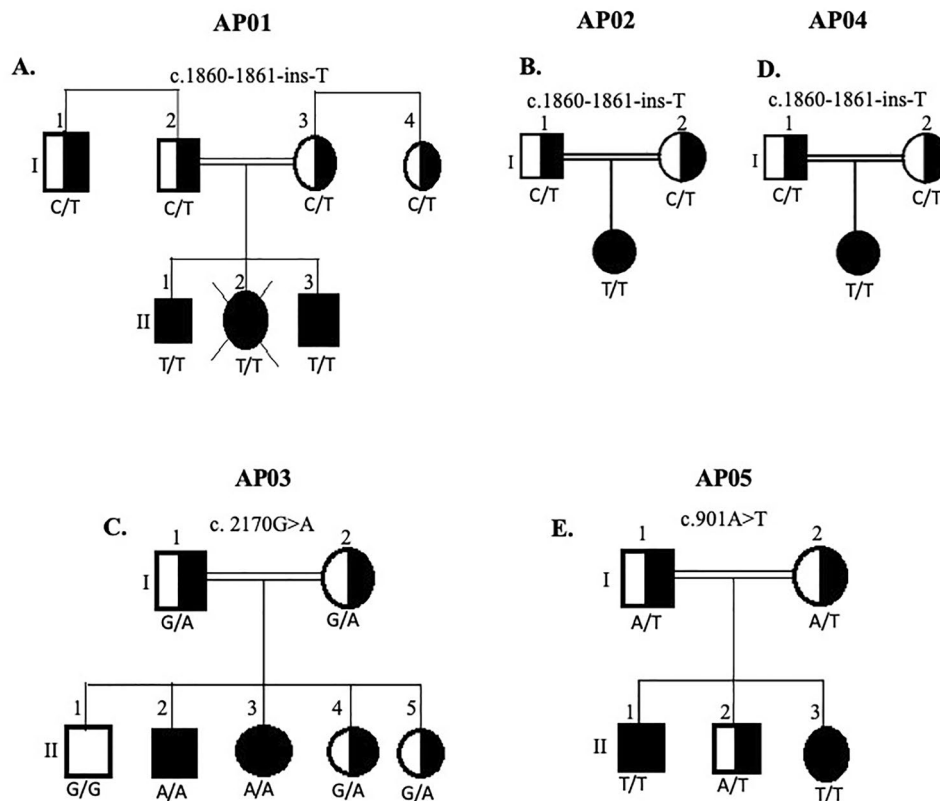 AP01
A.
c.1860-1861-ins-T
1 2 3 4
I
C/T C/T C/T C/T
1 2 3
II
T/T T/T T/T
AP02
B.
c.1860-1861-ins-T
1 2
I
C/T C/T
T/T
AP04
D.
c.1860-1861-ins-T
1 2
I
C/T C/T
T/T
AP03
C.
c. 2170G>A
1 2
I
G/A G/A
1 2 3 4 5
II
G/G A/A A/A G/A G/A
AP05
E.
c.901A>T
1 2
I
A/T A/T
1 2 3
II
T/T A/T T/T